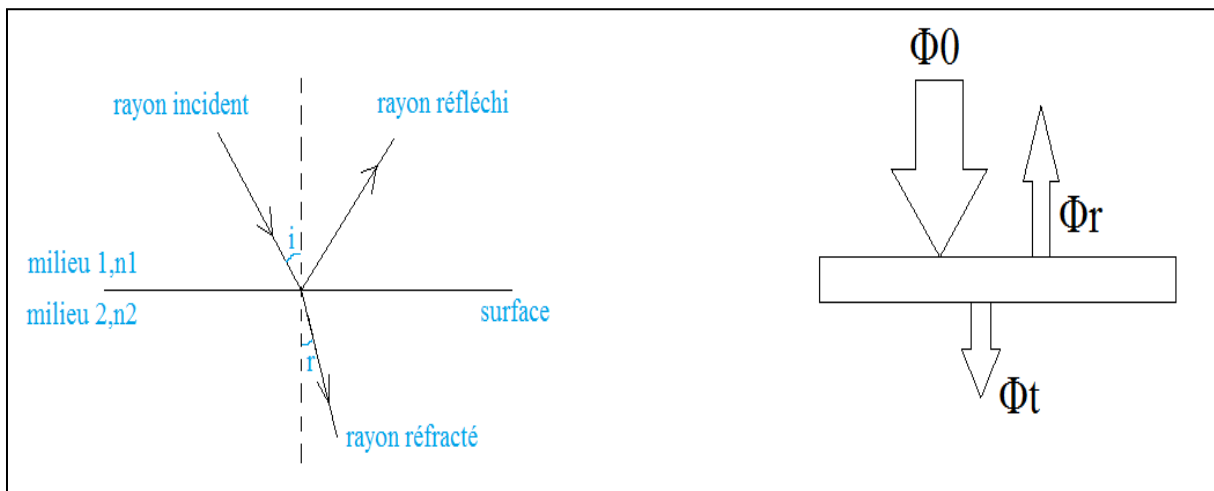 rayon incident
rayon réfléchi
i
milieu 1,n1
milieu 2,n2
surface
r
rayon réfracté
Φ0
Φr
Φt